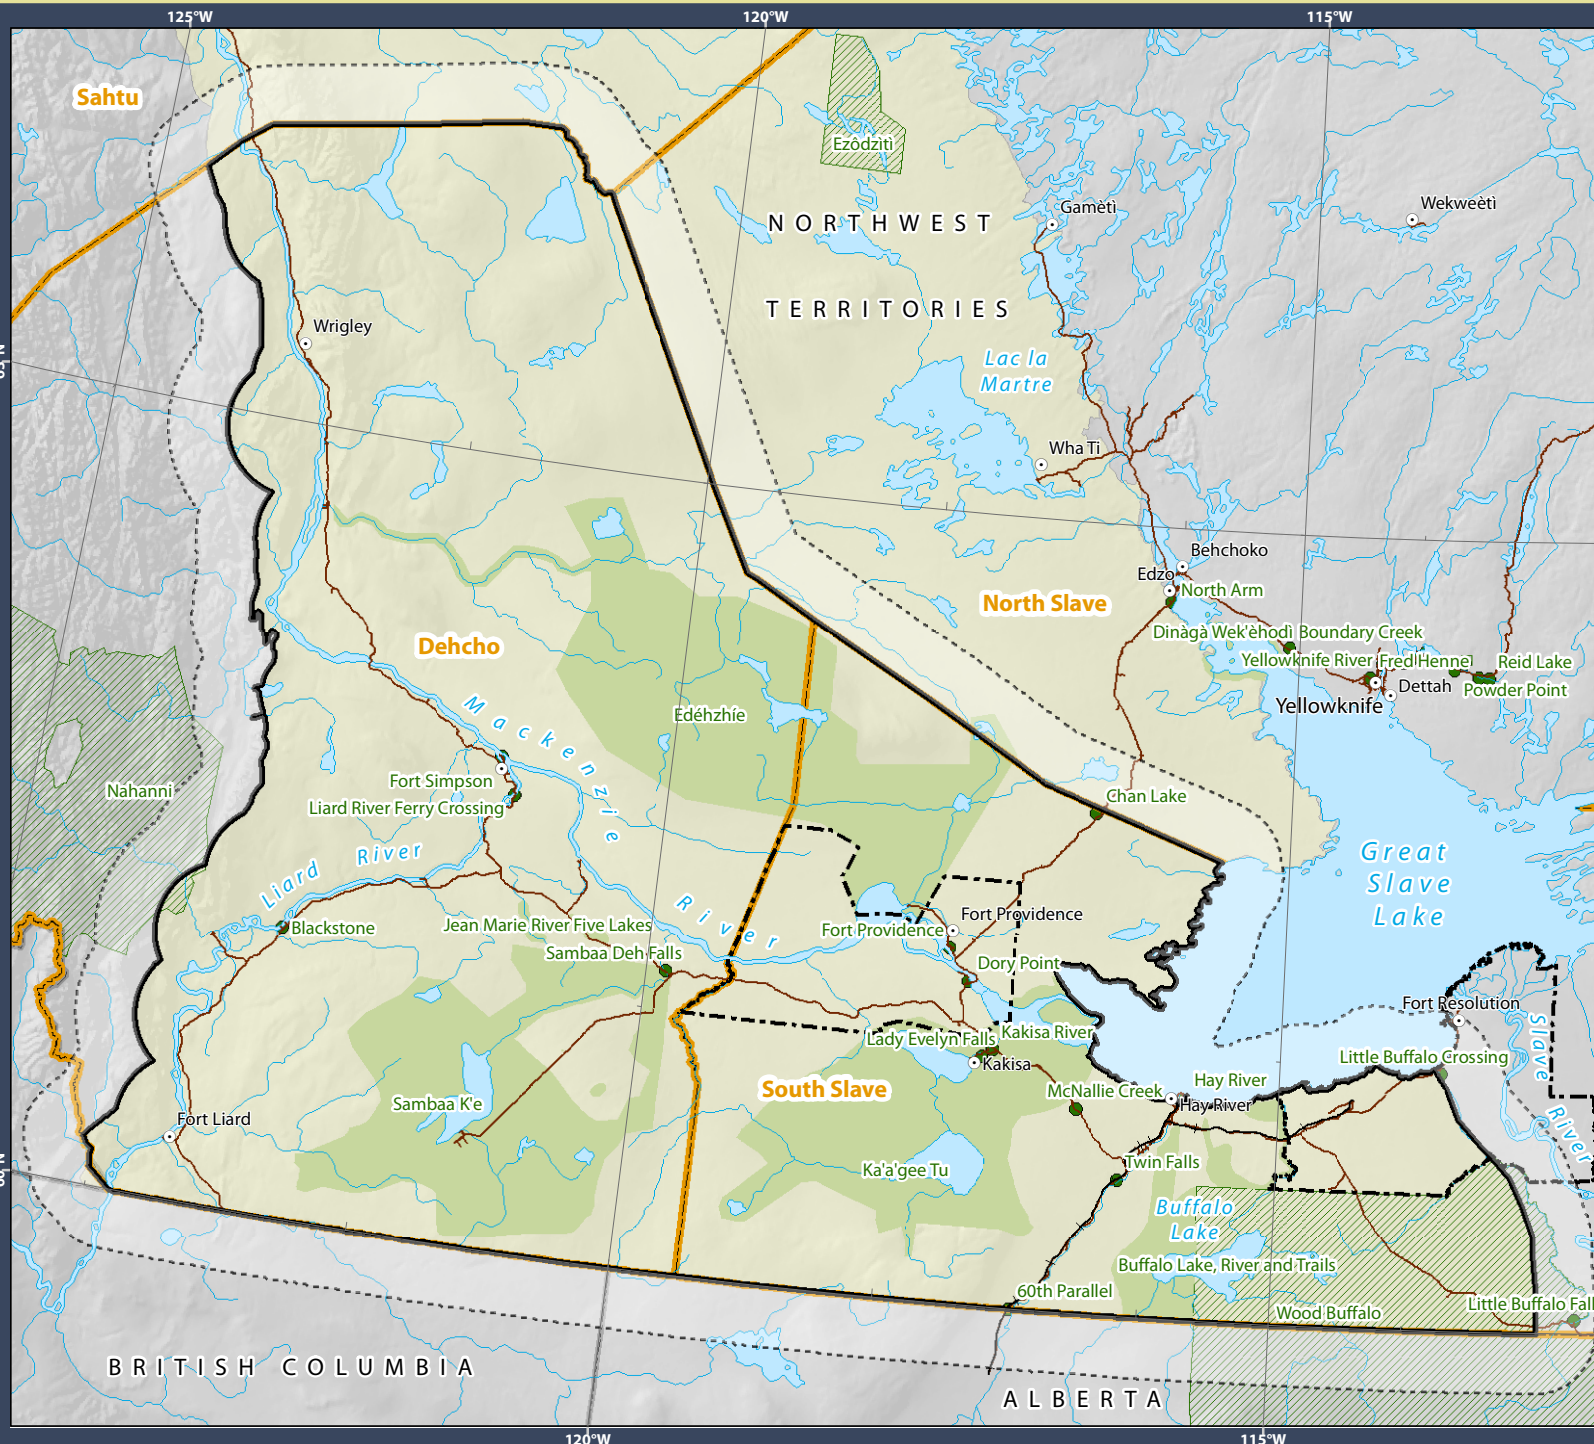 125°W
120°W
115°W
Sahtu
Ezôdzìtì
Gamètì
Wekweètì
NORTHWEST
TERRITORIES
Wrigley
Lac la
Martre
Wha Ti
Behchoko
Edzo
North Arm
North Slave
Dehcho
Dinàgà Wek'èhodì
Boundary Creek
Yellowknife River
Fred Henne
Reid Lake
Dettah
Powder Point
Yellowknife
Edéhzhíe
Mackenzie
River
Nahanni
Fort Simpson
Liard River Ferry Crossing
Chan Lake
Great
Slave
Lake
Liard River
Blackstone
Jean Marie River
Five Lakes
Sambaa Deh Falls
Fort Providence
Fort Providence
Dory Point
Fort Resolution
Slave
River
Lady Evelyn Falls
Kakisa River
Kakisa
Little Buffalo Crossing
South Slave
Hay River
McNallie Creek
Hay River
Sambaa K'e
Fort Liard
Ka'a'gee Tu
Twin Falls
Buffalo
Lake
Buffalo Lake, River and Trails
60th Parallel
Wood Buffalo
Little Buffalo Fall
BRITISH COLUMBIA
ALBERTA
120°W
115°W